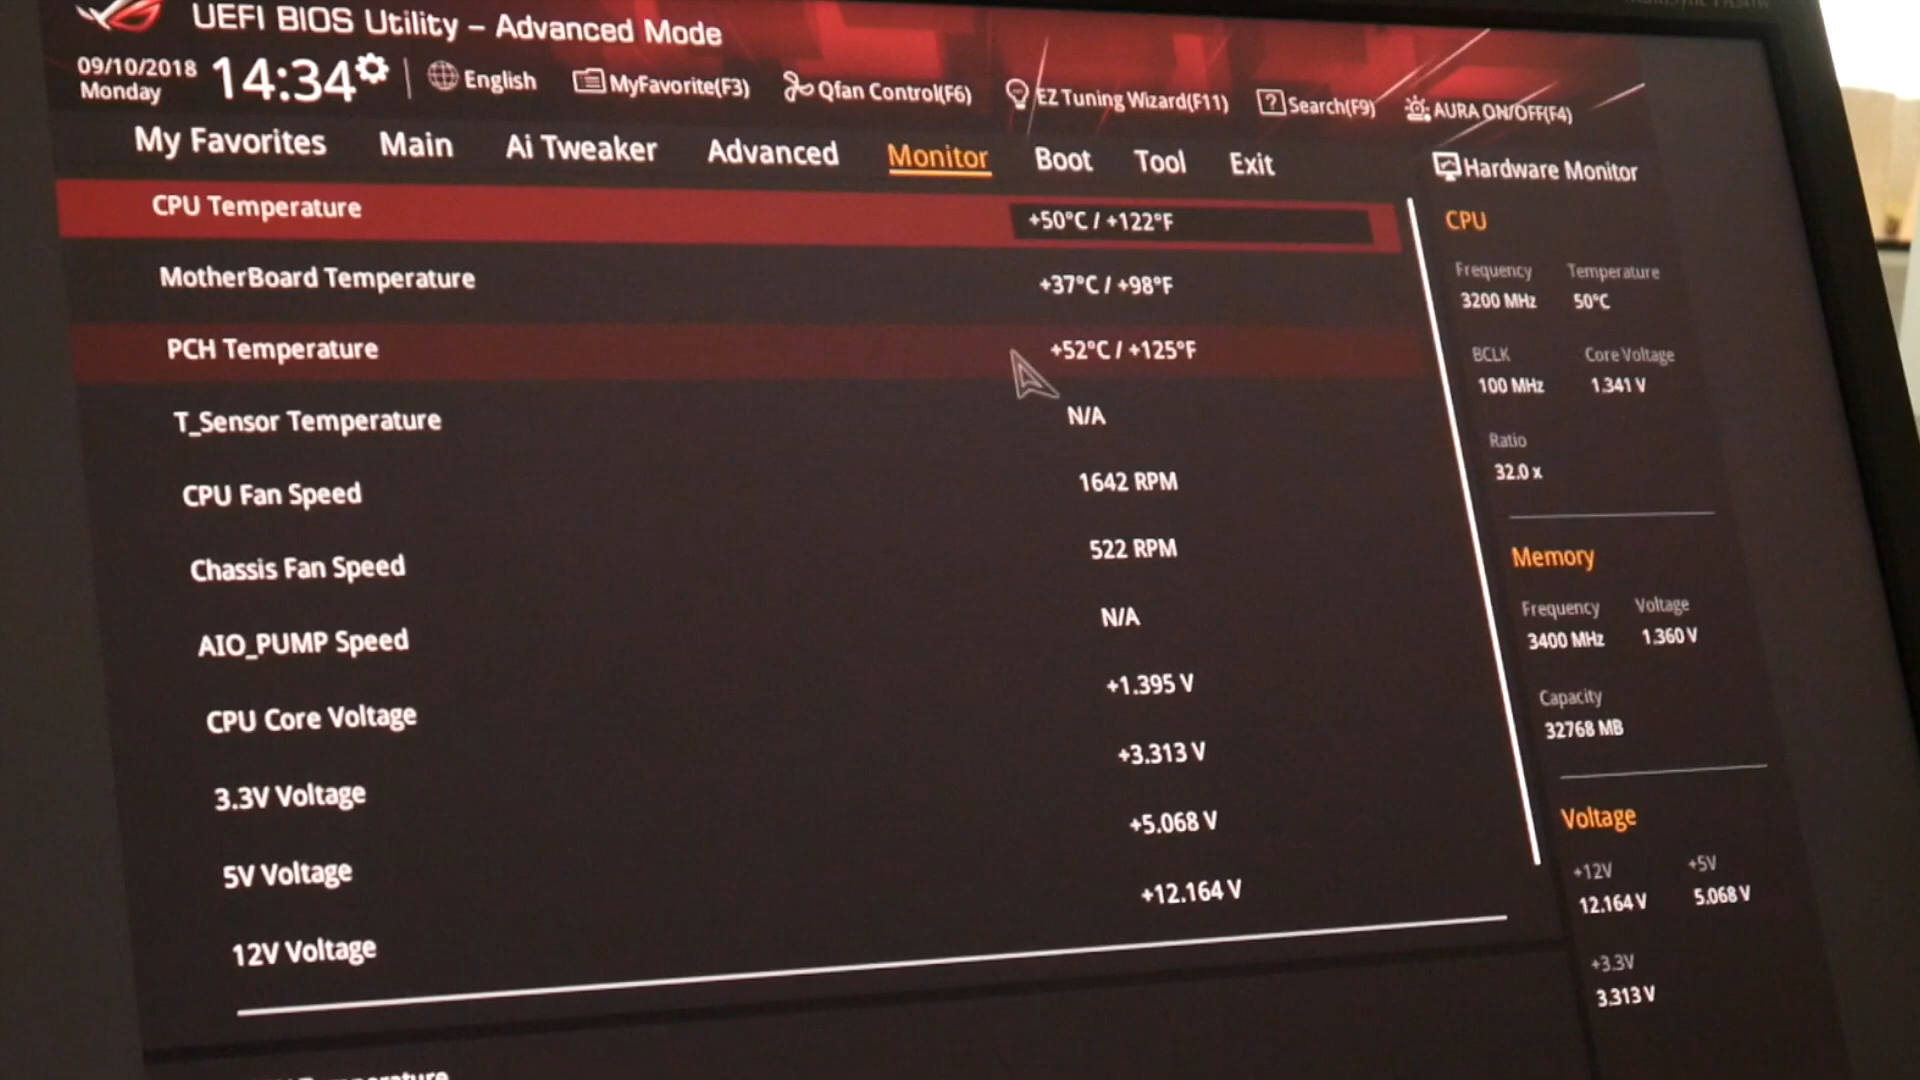 UEFI BIOS Utility – Advanced Mode
09/10/2018
Monday
14:34
English
MyFavorite(F3)
Qfan Control(F6)
EZ Tuning Wizard(F11)
Search(F9)
AURA ON/OFF(F4)
My Favorites
Main
Ai Tweaker
Advanced
Monitor
Boot
Tool
Exit
CPU Temperature
+50°C / +122°F
MotherBoard Temperature
+37°C / +98°F
PCH Temperature
+52°C / +125°F
T_Sensor Temperature
N/A
CPU Fan Speed
1642 RPM
Chassis Fan Speed
522 RPM
AIO_PUMP Speed
N/A
CPU Core Voltage
+1.395 V
3.3V Voltage
+3.313 V
5V Voltage
+5.068 V
12V Voltage
+12.164 V
Hardware Monitor
CPU
Frequency Temperature
3200 MHz 50°C
BCLK Core Voltage
100 MHz 1.341 V
Ratio
32.0 x
Memory
Frequency Voltage
3400 MHz 1.360 V
Capacity
32768 MB
Voltage
+12V +5V
12.164 V 5.068 V
+3.3V
3.313 V